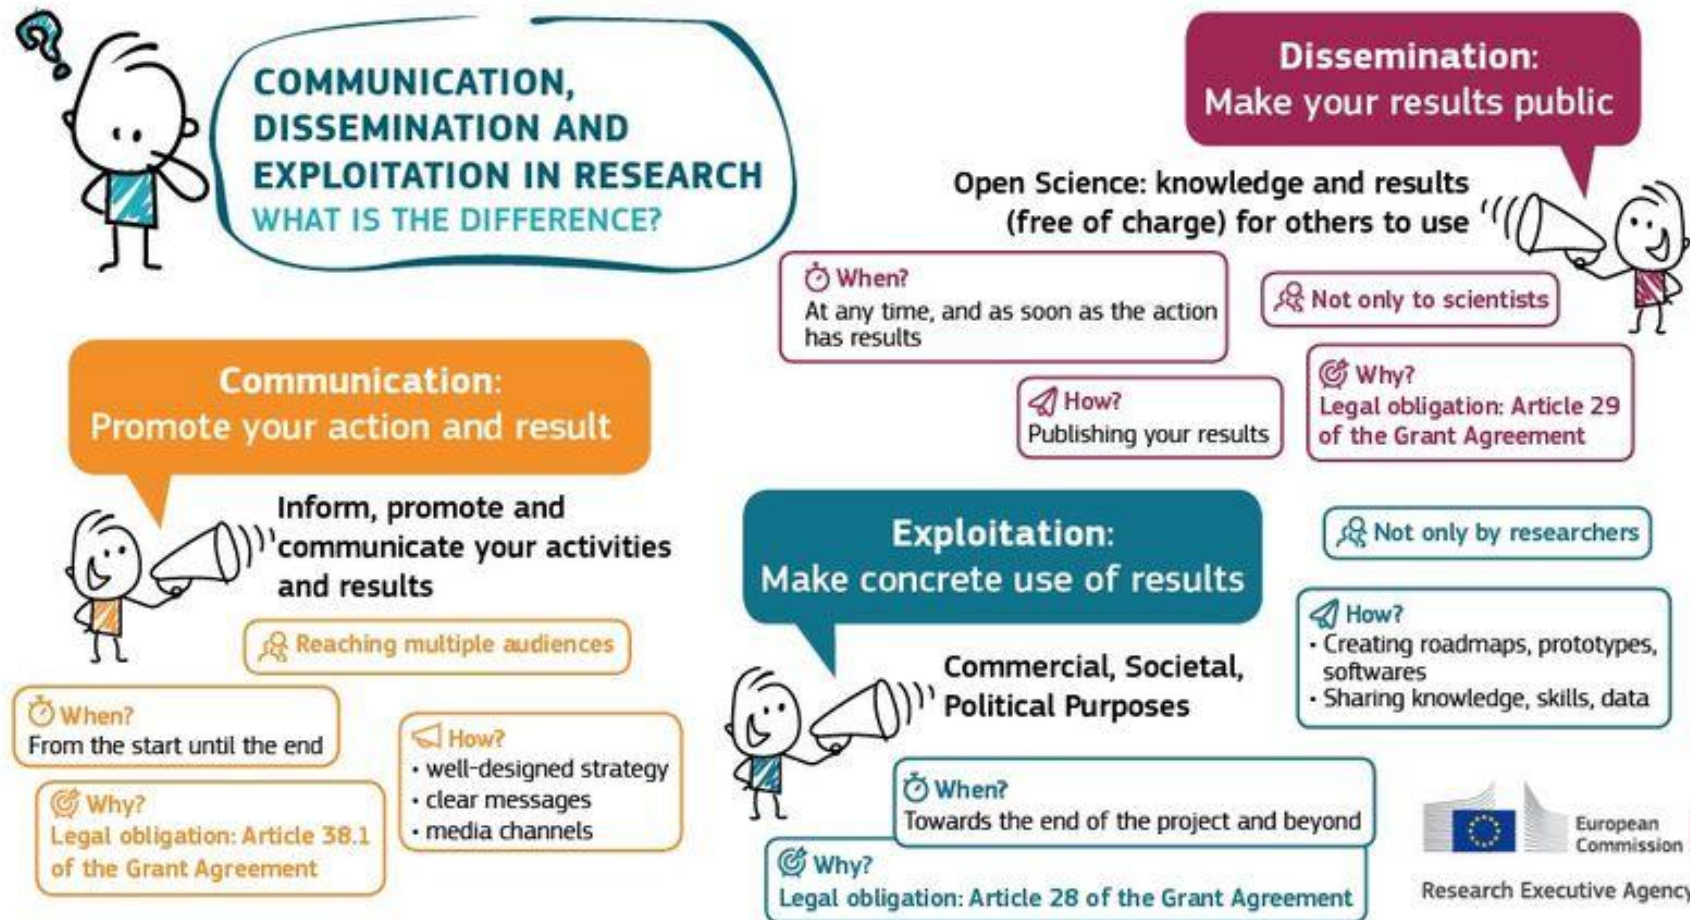 COMMUNICATION,
DISSEMINATION AND
EXPLOITATION IN RESEARCH
WHAT IS THE DIFFERENCE?
Dissemination:
Make your results public
Open Science: knowledge and results
(free of charge) for others to use
When?
At any time, and as soon as the action
has results
Not only to scientists
How?
Publishing your results
Why?
Legal obligation: Article 29
of the Grant Agreement
Communication:
Promote your action and result
Inform, promote and
communicate your activities
and results
Reaching multiple audiences
When?
From the start until the end
How?
• well-designed strategy
• clear messages
• media channels
Why?
Legal obligation: Article 38.1
of the Grant Agreement
Exploitation:
Make concrete use of results
Not only by researchers
How?
• Creating roadmaps, prototypes,
softwares
• Sharing knowledge, skills, data
Commercial, Societal,
Political Purposes
When?
Towards the end of the project and beyond
Why?
Legal obligation: Article 28 of the Grant Agreement
European
Commission
Research Executive Agency